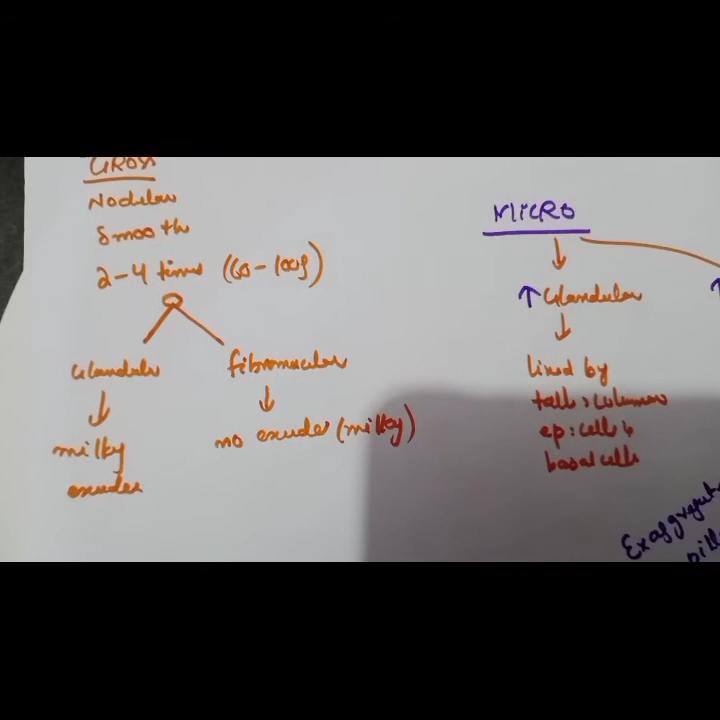 GROSS
Nodular
Smooth
2-4 times (60-100g)
Glandular
milky
exudes
fibromuscular
no exudes (milky)
MICRO
↑ Glandular
lined by
tall, columnar
ep: cells &
basal cells
Exaggerat